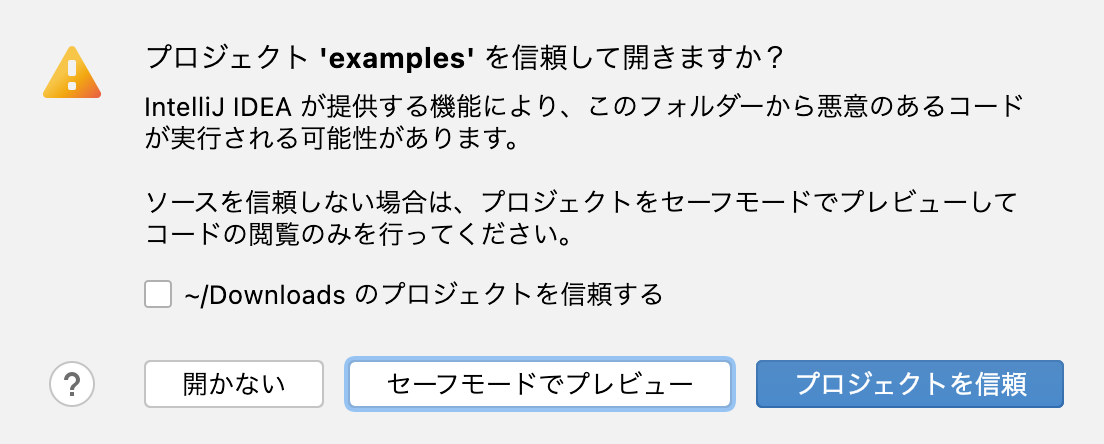 プロジェクト 'examples' を信頼して開きますか？
IntelliJ IDEA が提供する機能により、このフォルダーから悪意のあるコード
が実行される可能性があります。
ソースを信頼しない場合は、プロジェクトをセーフモードでプレビューして
コードの閲覧のみを行ってください。
~/Downloads のプロジェクトを信頼する
? 開かない セーフモードでプレビュー プロジェクトを信頼